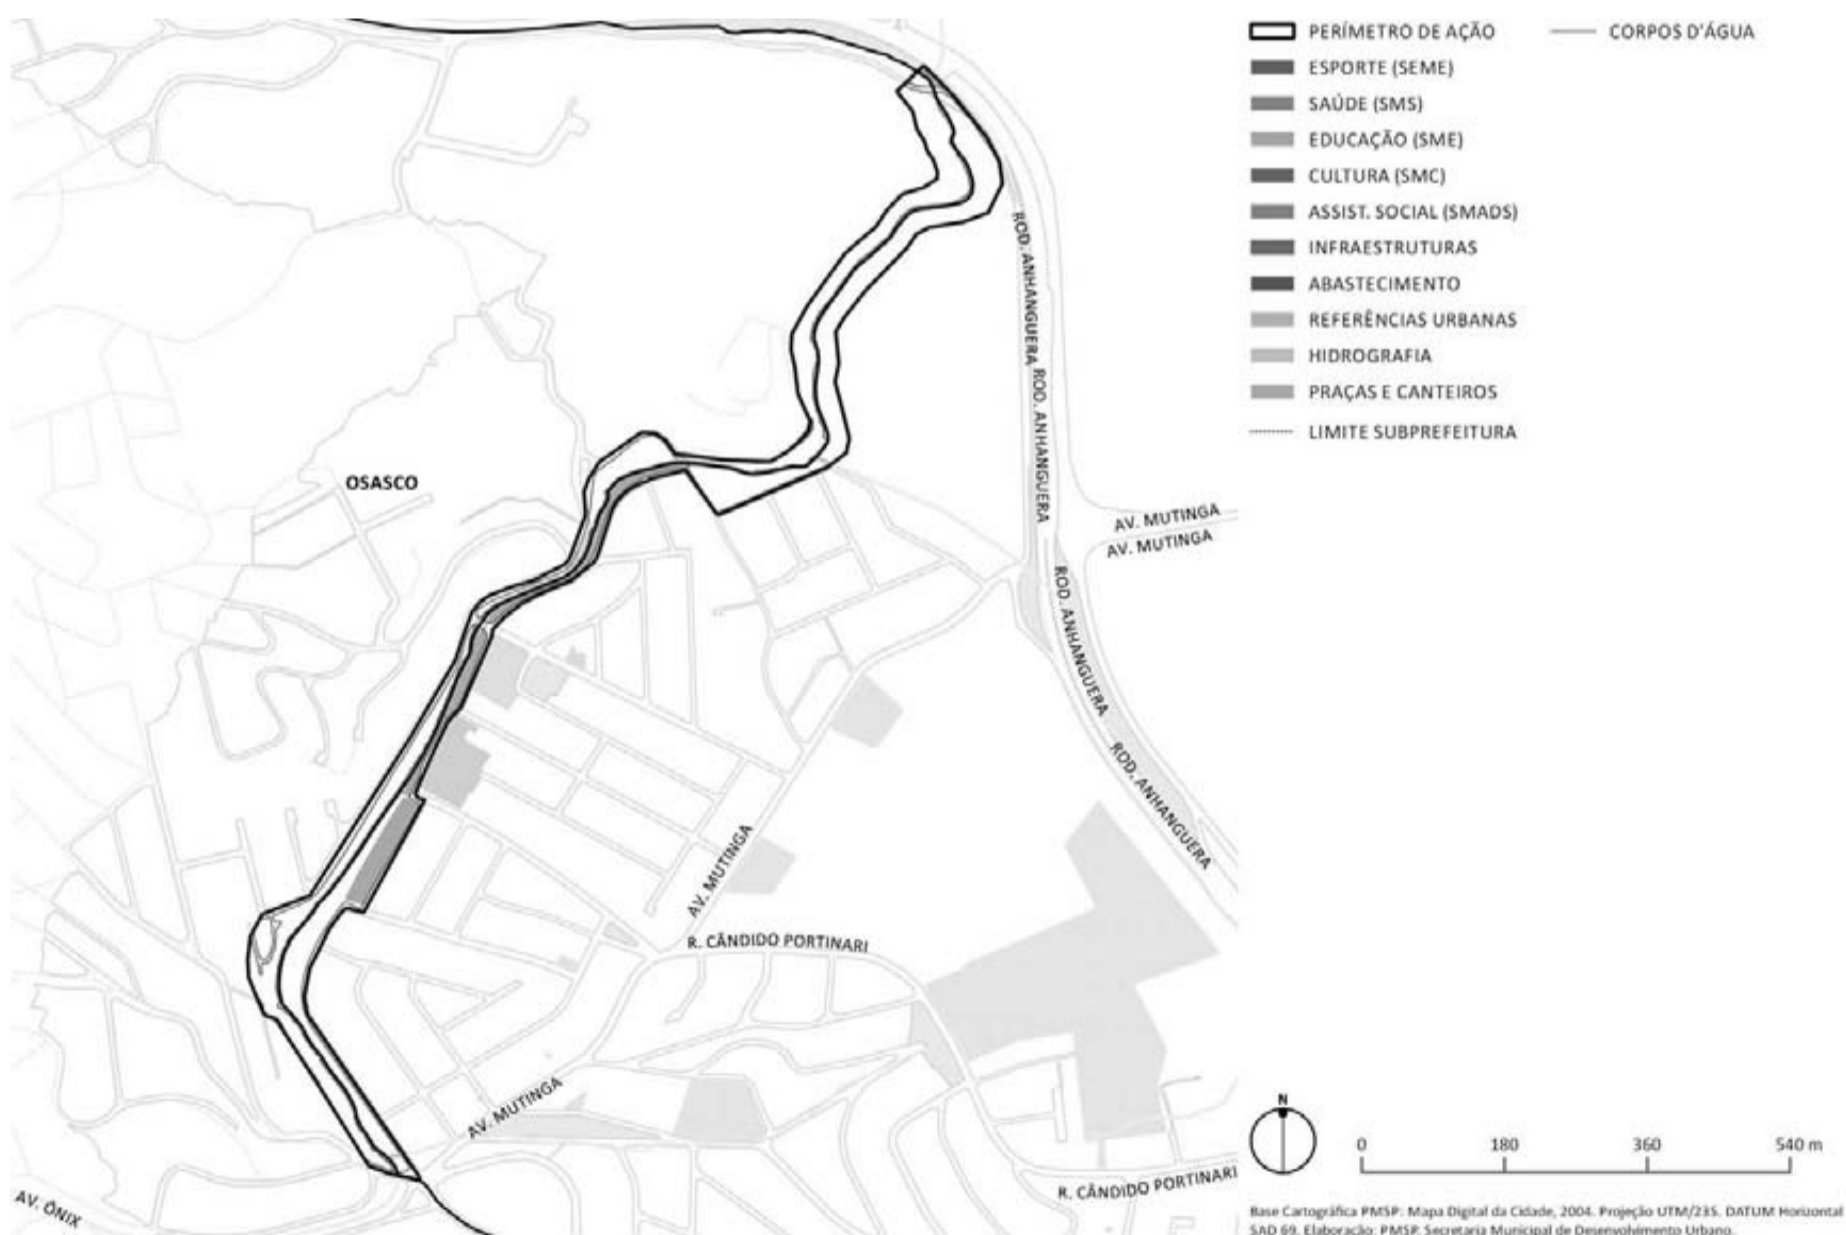 PERÍMETRO DE AÇÃO
CORPOS D'ÁGUA
ESPORTE (SEME)
SAÚDE (SMS)
EDUCAÇÃO (SME)
CULTURA (SMC)
ASSIST. SOCIAL (SMADS)
INFRAESTRUTURAS
ABASTECIMENTO
REFERÊNCIAS URBANAS
HIDROGRAFIA
PRAÇAS E CANTEIROS
LIMITE SUBPREFEITURA
ROD. ANHANGUERA
ROD. ANHANGUERA
OSASCO
AV. MUTINGA
AV. MUTINGA
ROD. ANHANGUERA
ROD. ANHANGUERA
AV. MUTINGA
R. CÂNDIDO PORTINARI
AV. MUTINGA
R. CÂNDIDO PORTINARI
AV. ÔNIX
N
0 180 360 540 m
Base Cartográfica PMSP: Mapa Digital da Cidade, 2004. Projeção UTM/23S. DATUM Horizontal
SAD 69. Elaboração: PMSP. Secretaria Municipal de Desenvolvimento Urbano.